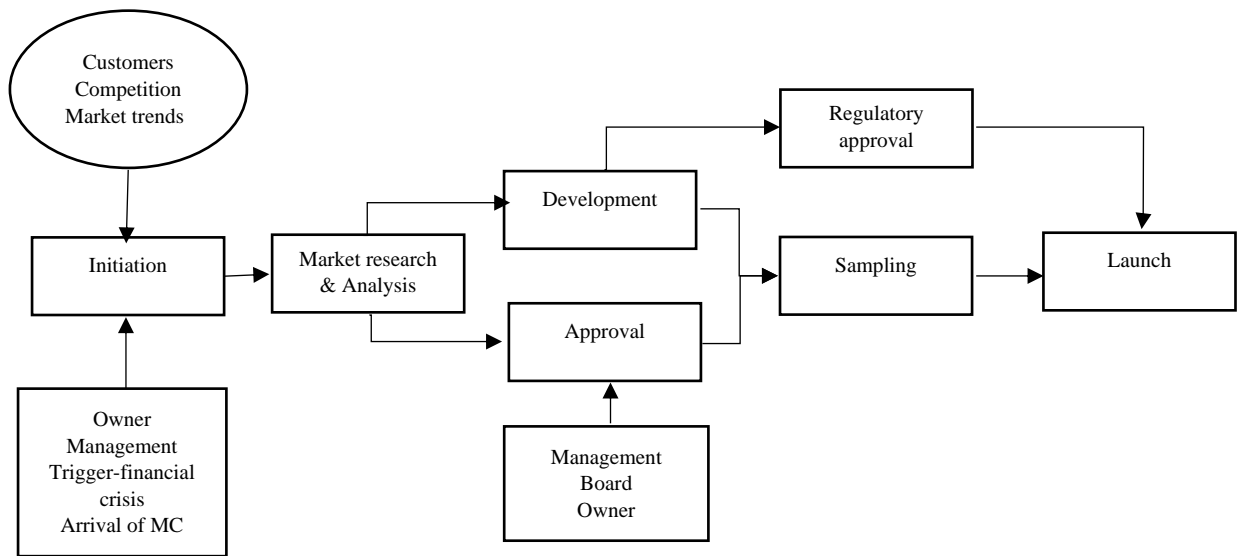 Customers
Competition
Market trends
Initiation
Owner
Management
Trigger-financial
crisis
Arrival of MC
Market research
& Analysis
Development
Approval
Management
Board
Owner
Regulatory
approval
Sampling
Launch